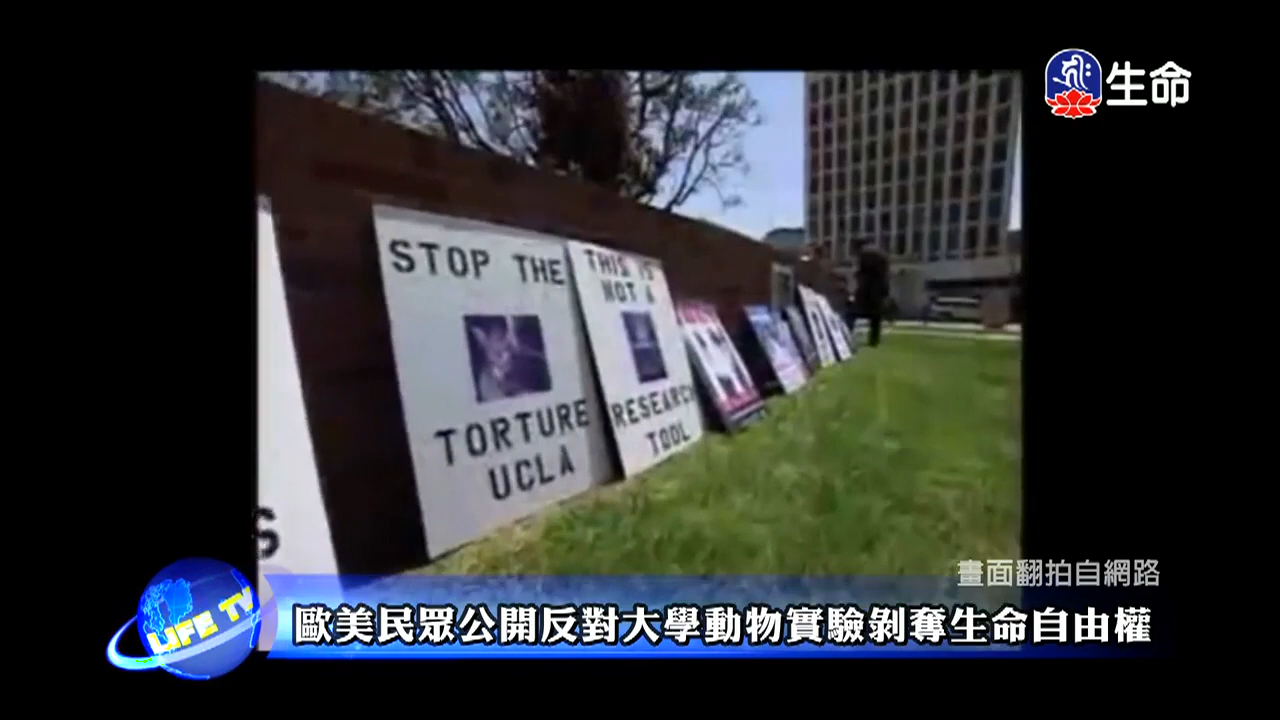 生命
STOP THE
TORTURE
UCLA
THIS IS
NOT A
RESEARCH
TOOL
S
畫面翻拍自網路
LIFE TV
歐美民眾公開反對大學動物實驗剝奪生命自由權